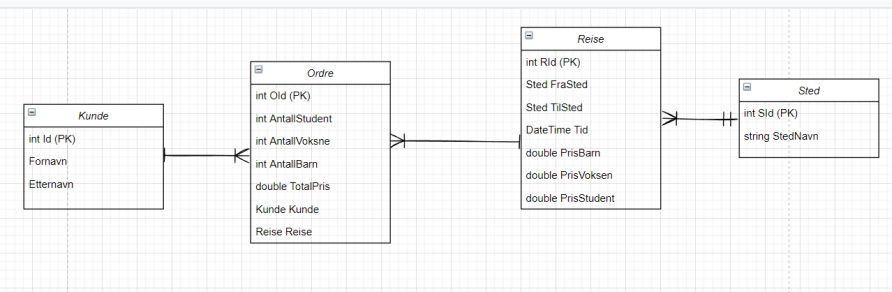 Kunde
int Id (PK)
Fornavn
Etternavn
Ordre
int OId (PK)
int AntallStudent
int AntallVoksne
int AntallBarn
double TotalPris
Kunde Kunde
Reise Reise
Reise
int RId (PK)
Sted FraSted
Sted TilSted
DateTime Tid
double PrisBarn
double PrisVoksen
double PrisStudent
Sted
int SId (PK)
string StedNavn